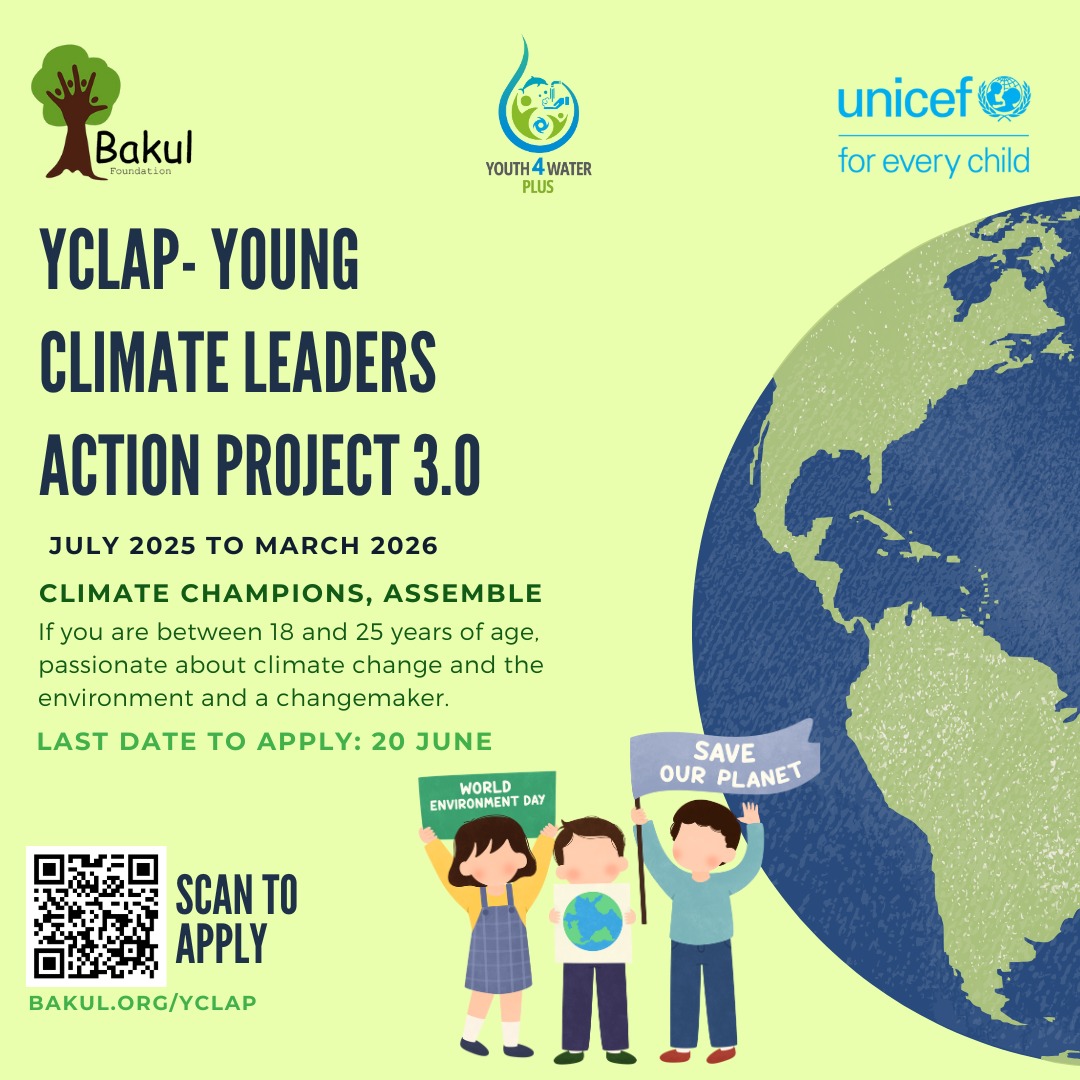 Bakul
Foundation
YOUTH 4 WATER
PLUS
unicef
for every child
YCLAP- YOUNG
CLIMATE LEADERS
ACTION PROJECT 3.0
JULY 2025 TO MARCH 2026
CLIMATE CHAMPIONS, ASSEMBLE
If you are between 18 and 25 years of age,
passionate about climate change and the
environment and a changemaker.
LAST DATE TO APPLY: 20 JUNE
WORLD
ENVIRONMENT DAY
SAVE
OUR PLANET
SCAN TO
APPLY
BAKUL.ORG/YCLAP